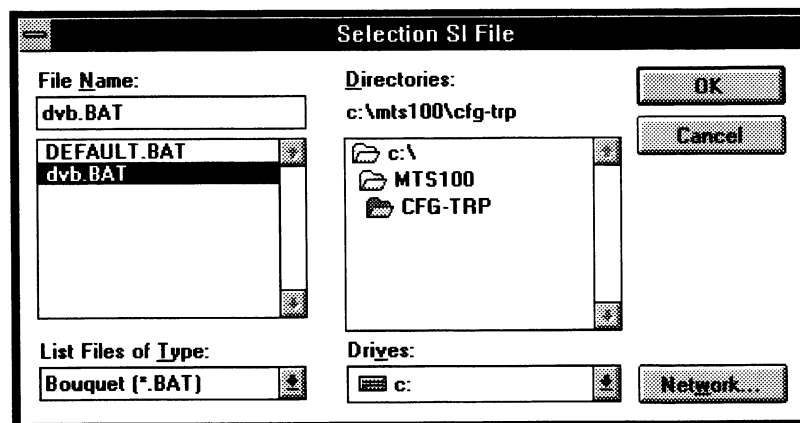 Selection SI File
File Name:
dvb.BAT
DEFAULT.BAT
dvb.BAT
List Files of Type:
Bouquet (*.BAT)
Directories:
c:\mts100\cfg-trp
c:\
MTS100
CFG-TRP
Drives:
c:
OK
Cancel
Network...